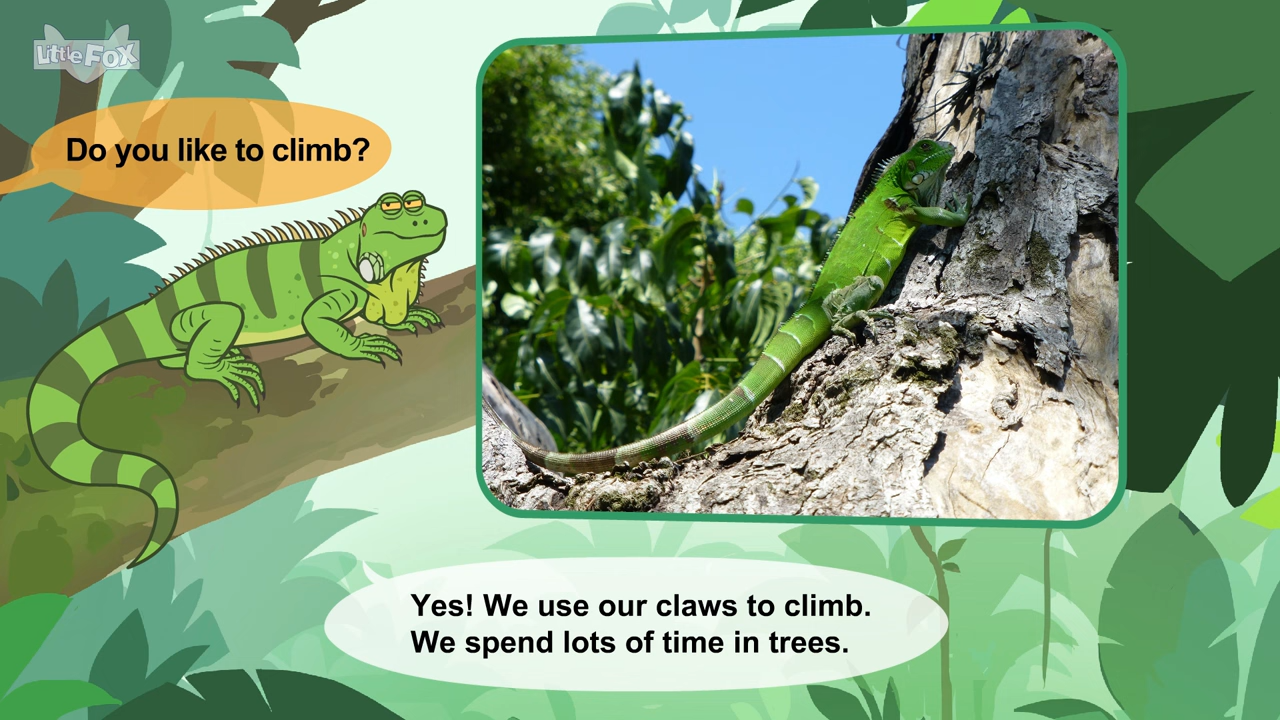 Little Fox
Do you like to climb?
Yes! We use our claws to climb.
We spend lots of time in trees.